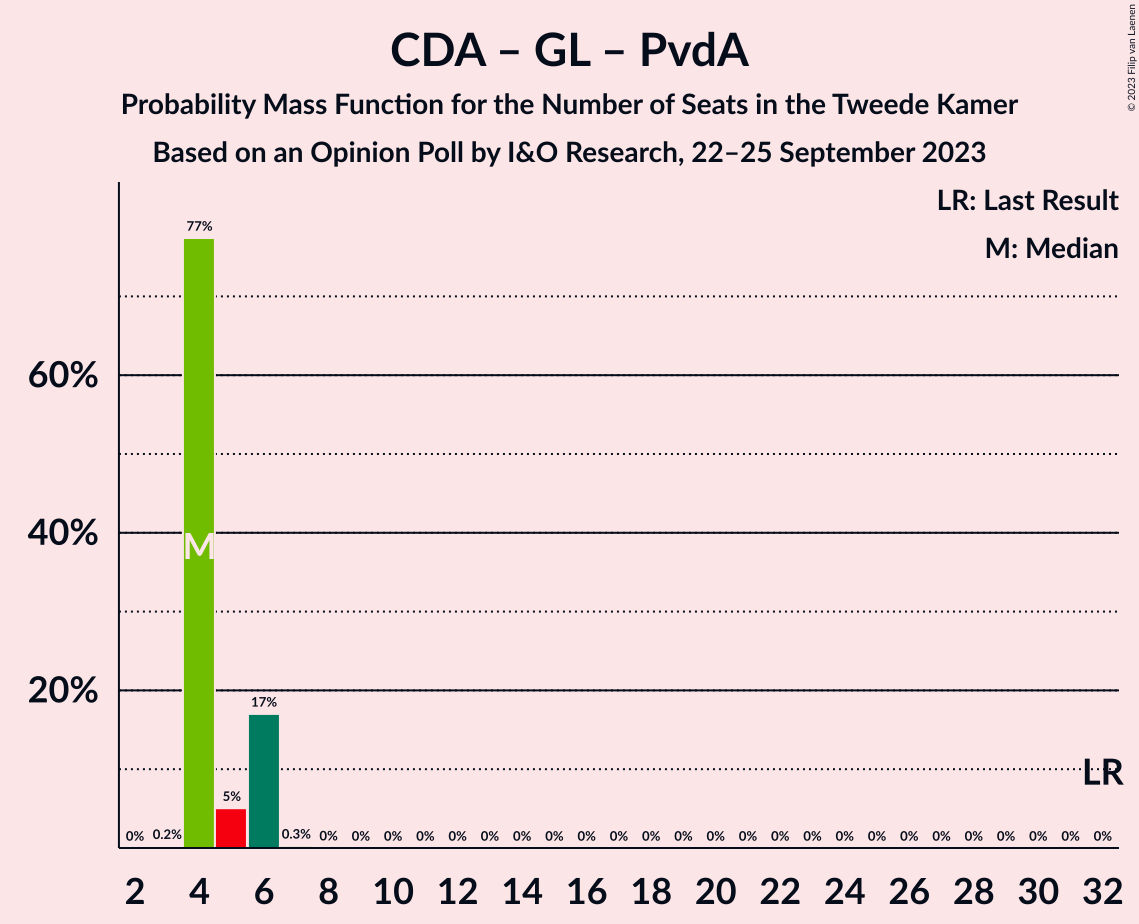 CDA – GL – PvdA
Probability Mass Function for the Number of Seats in the Tweede Kamer
Based on an Opinion Poll by I&O Research, 22–25 September 2023
© 2023 Filip van Laenen
LR: Last Result
M: Median
77%
60%
40%
M
20%
17%
LR
5%
0% 0.2% 0.3% 0% 0% 0% 0% 0% 0% 0% 0% 0% 0% 0% 0% 0% 0% 0% 0% 0% 0% 0% 0% 0% 0% 0% 0% 0%
2 4 6 8 10 12 14 16 18 20 22 24 26 28 30 32